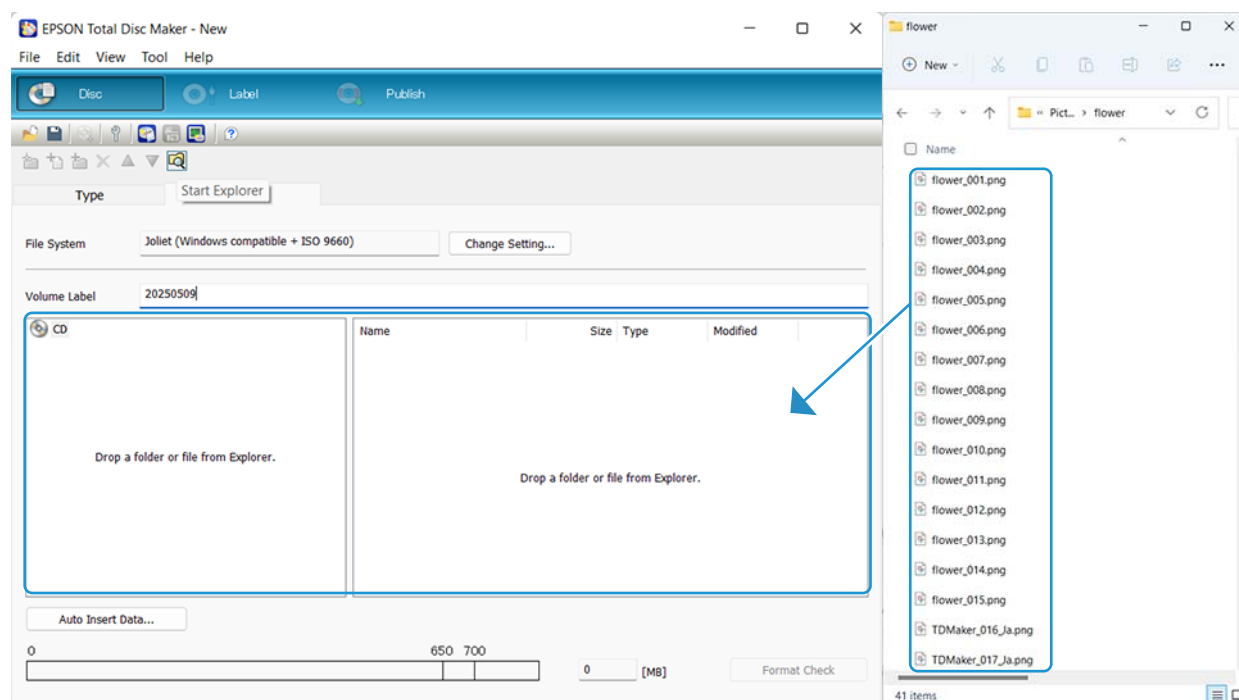 EPSON Total Disc Maker - New
File Edit View Tool Help
Disc Label Publish
Start Explorer
Type
File System Joliet (Windows compatible + ISO 9660) Change Setting...
Volume Label 20250509
CD
Drop a folder or file from Explorer.
Name Size Type Modified
Drop a folder or file from Explorer.
Auto Insert Data...
0 650 700
0 [MB] Format Check
flower
New
« Pict... › flower
Name
flower_001.png
flower_002.png
flower_003.png
flower_004.png
flower_005.png
flower_006.png
flower_007.png
flower_008.png
flower_009.png
flower_010.png
flower_011.png
flower_012.png
flower_013.png
flower_014.png
flower_015.png
TDMaker_016_Ja.png
TDMaker_017_Ja.png
41 items